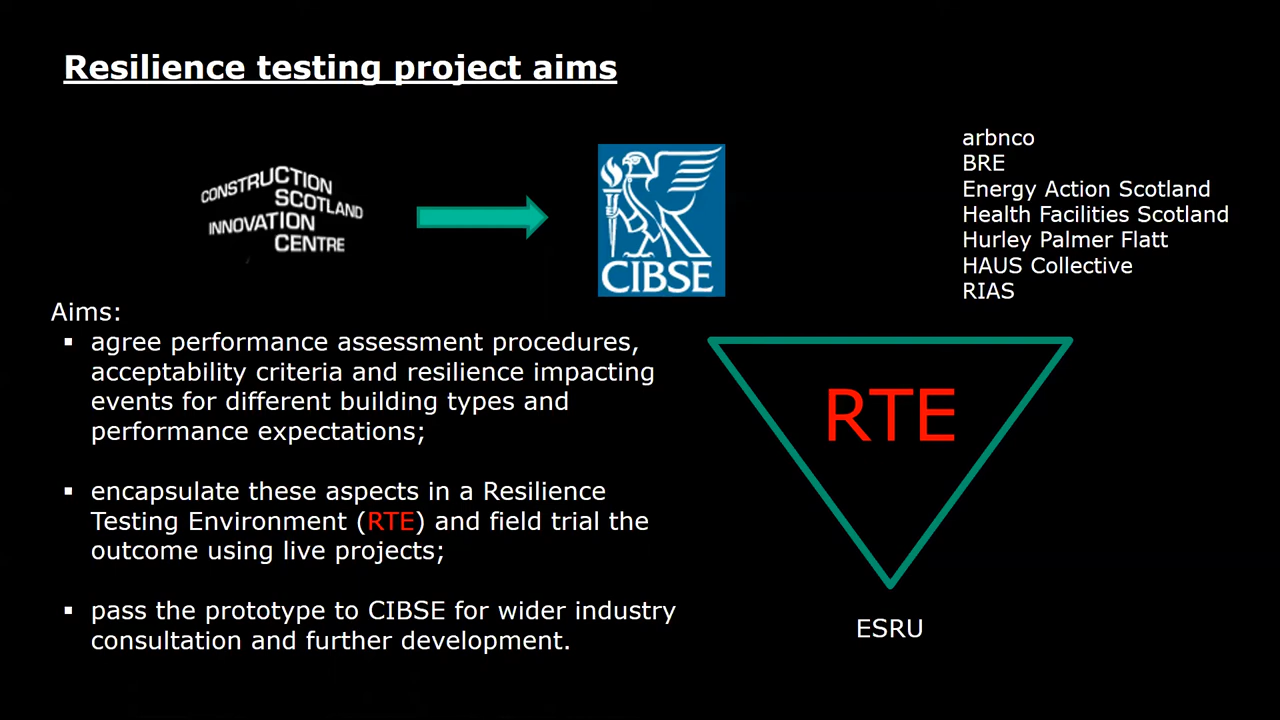 Resilience testing project aims
CONSTRUCTION
SCOTLAND
INNOVATION
CENTRE
CIBSE
arbnco
BRE
Energy Action Scotland
Health Facilities Scotland
Hurley Palmer Flatt
HAUS Collective
RIAS
Aims:
▪ agree performance assessment procedures,
acceptability criteria and resilience impacting
events for different building types and
performance expectations;
▪ encapsulate these aspects in a Resilience
Testing Environment (RTE) and field trial the
outcome using live projects;
▪ pass the prototype to CIBSE for wider industry
consultation and further development.
RTE
ESRU